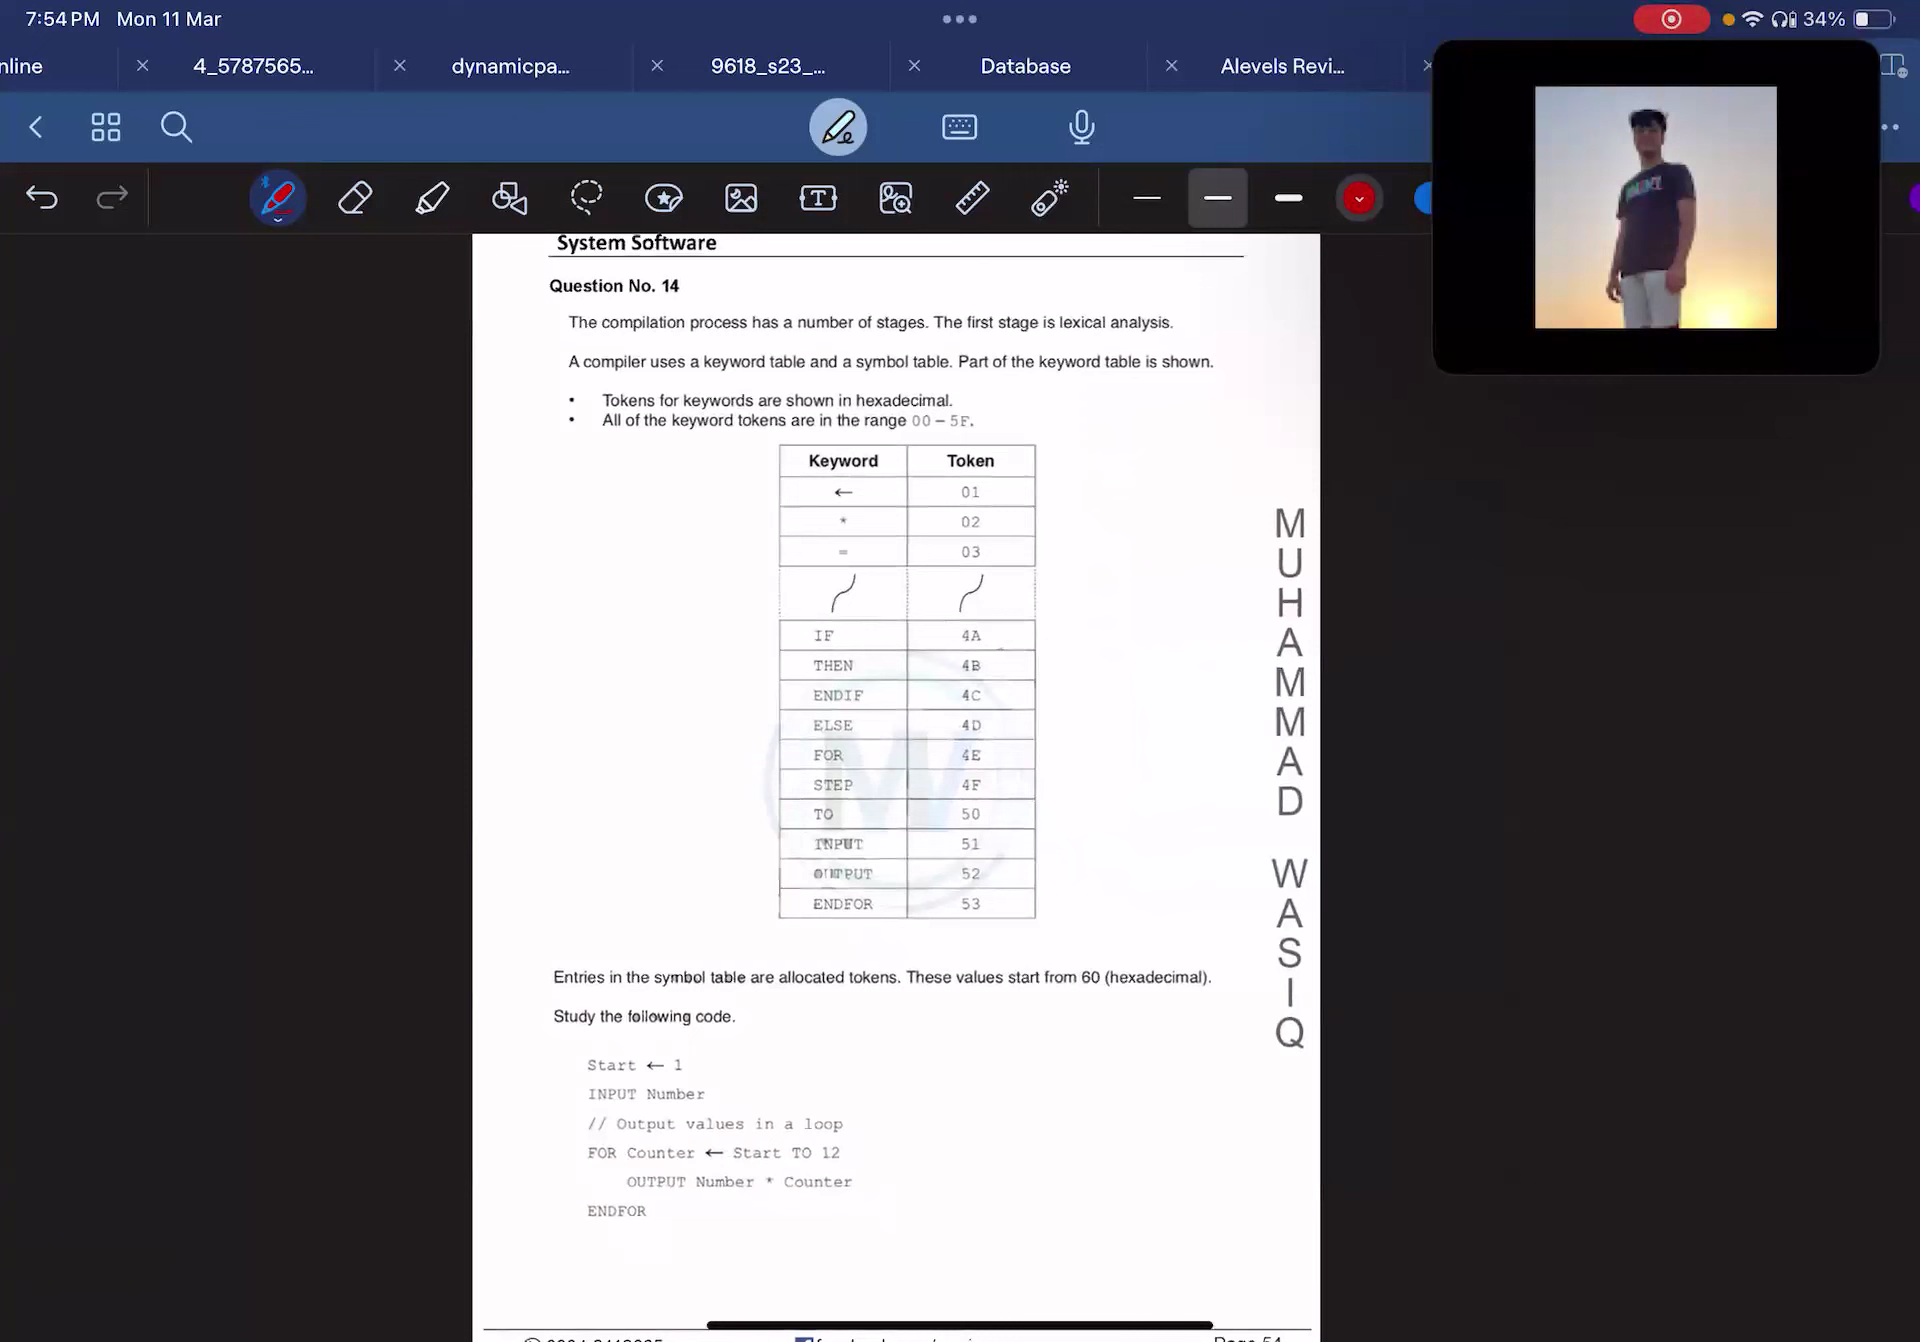 7:54 PM Mon 11 Mar
34%
nline
4_5787565...
dynamicpa...
9618_s23_...
Database
Alevels Revi...
System Software
Question No. 14
The compilation process has a number of stages. The first stage is lexical analysis.
A compiler uses a keyword table and a symbol table. Part of the keyword table is shown.
• Tokens for keywords are shown in hexadecimal.
• All of the keyword tokens are in the range 00 – 5F.
Keyword Token
← 01
* 02
= 03
IF 4A
THEN 4B
ENDIF 4C
ELSE 4D
FOR 4E
STEP 4F
TO 50
INPUT 51
OUTPUT 52
ENDFOR 53
Entries in the symbol table are allocated tokens. These values start from 60 (hexadecimal).
Study the following code.
Start ← 1
INPUT Number
// Output values in a loop
FOR Counter ← Start TO 12
OUTPUT Number * Counter
ENDFOR
MUHAMMAD WASIQ
Page 54